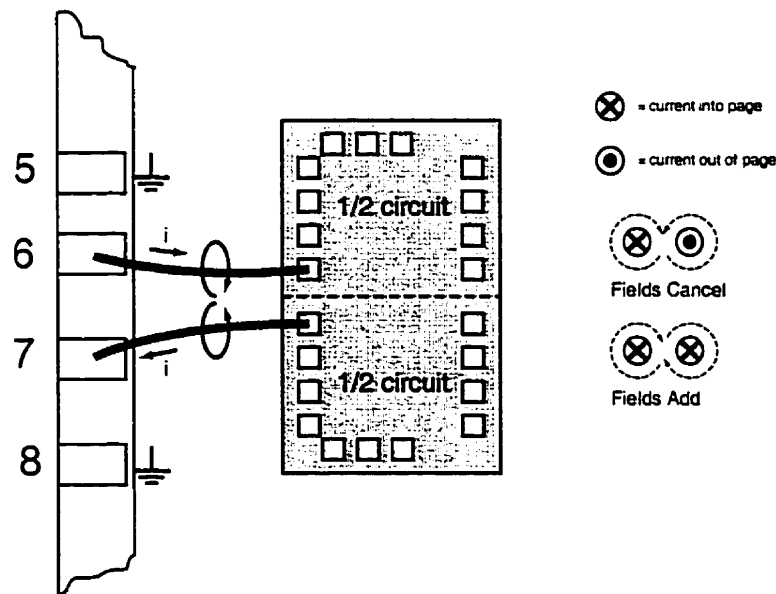 5
6
i
7
i
8
1/2 circuit
1/2 circuit
= current into page
= current out of page
Fields Cancel
Fields Add